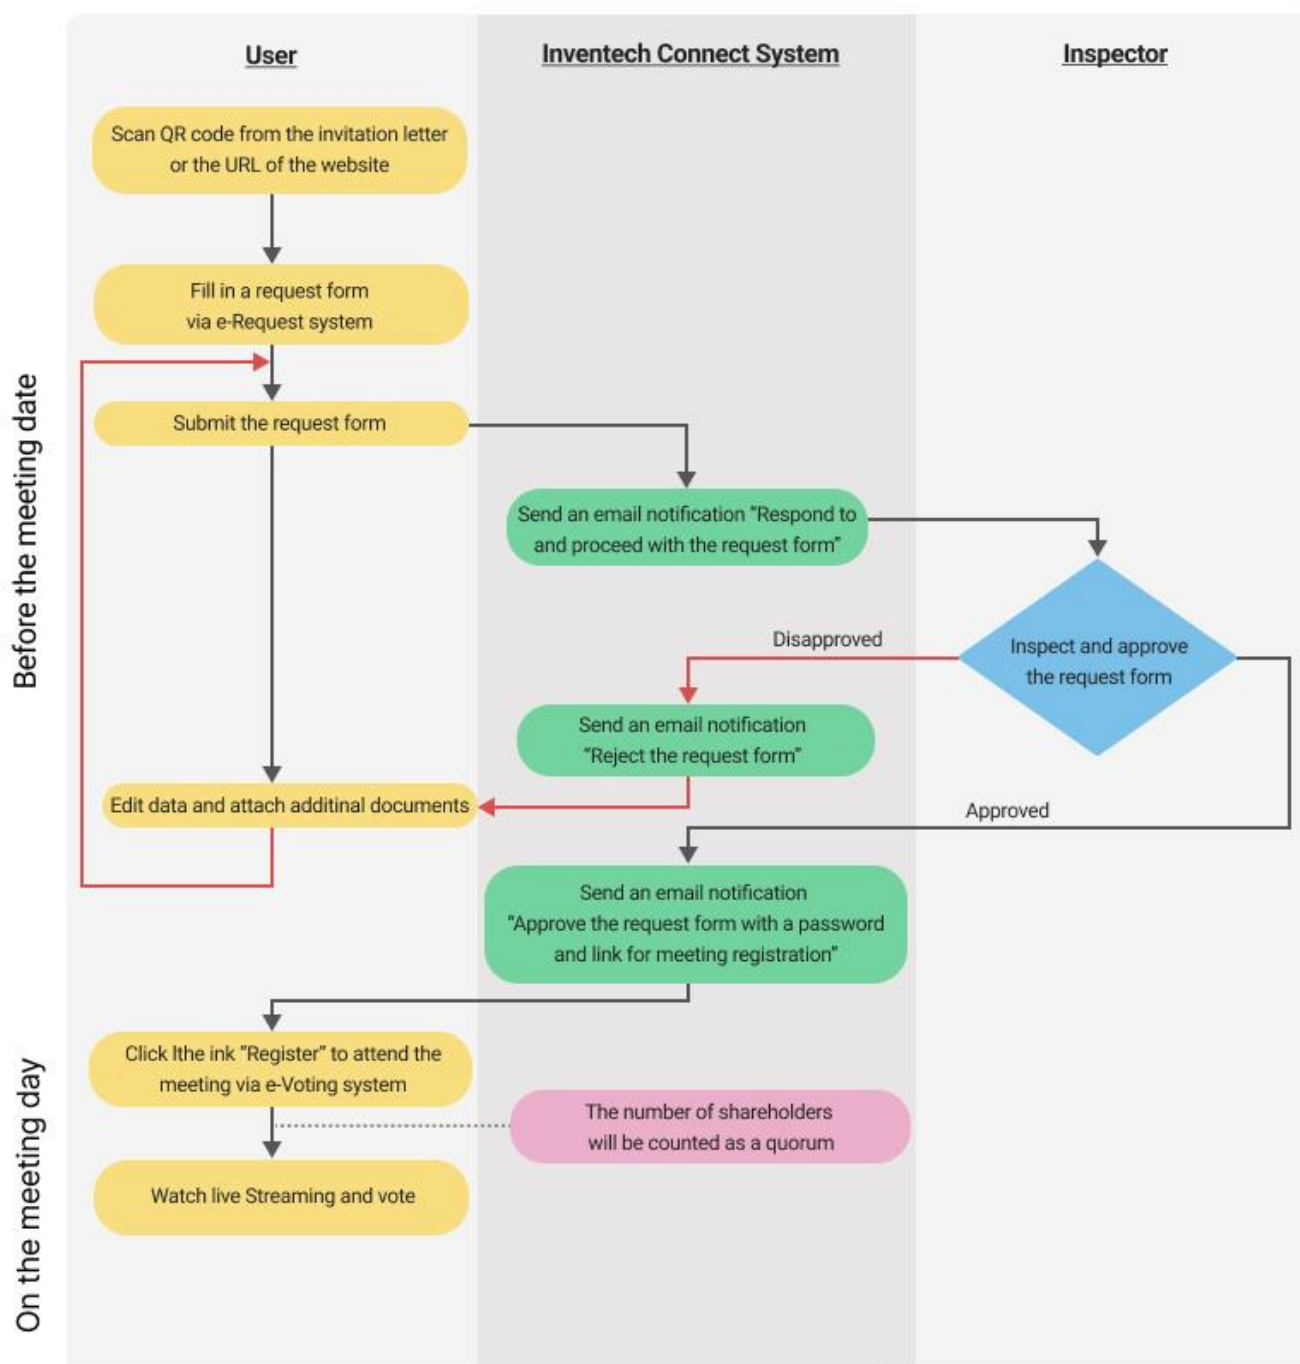 User
Inventech Connect System
Inspector
Before the meeting date
Scan QR code from the invitation letter
or the URL of the website
Fill in a request form
via e-Request system
Submit the request form
Send an email notification “Respond to
and proceed with the request form”
Inspect and approve
the request form
Disapproved
Send an email notification
“Reject the request form”
Edit data and attach additinal documents
Approved
Send an email notification
“Approve the request form with a password
and link for meeting registration”
On the meeting day
Click lthe ink “Register” to attend the
meeting via e-Voting system
The number of shareholders
will be counted as a quorum
Watch live Streaming and vote